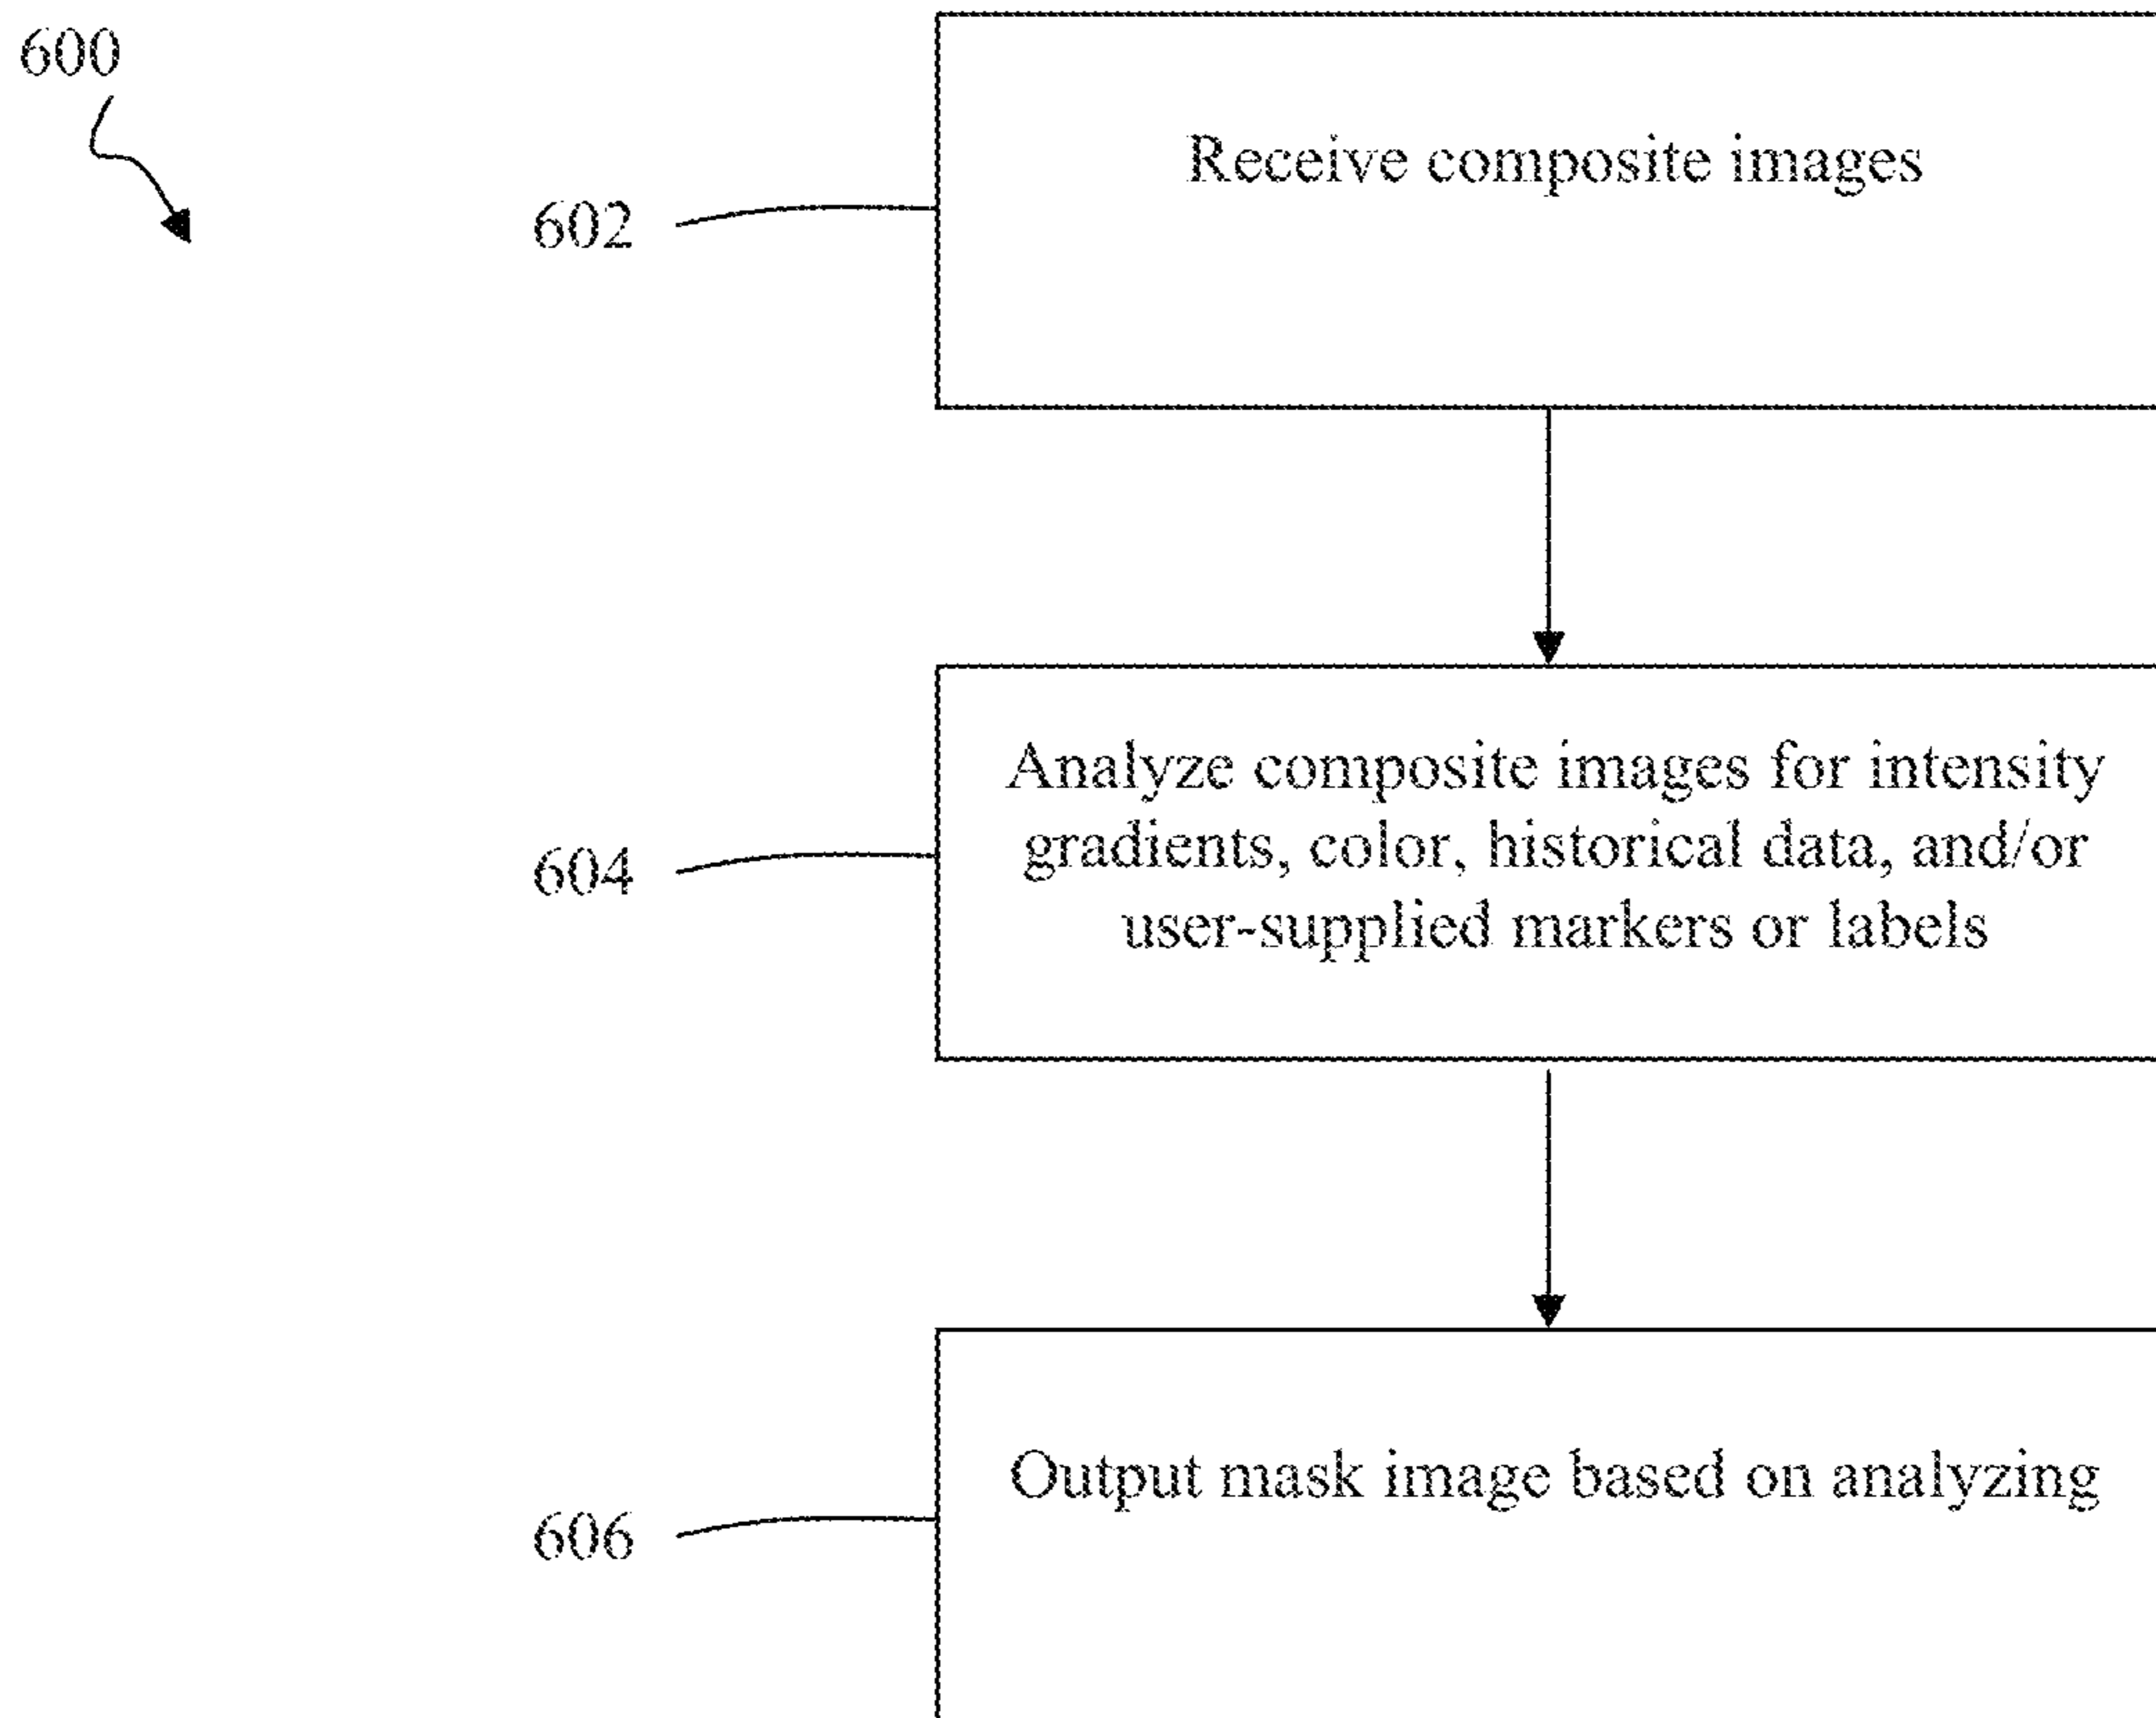 600
Receive composite images
602
Analyze composite images for intensity
gradients, color, historical data, and/or
user-supplied markers or labels
604
Output mask image based on analyzing
606